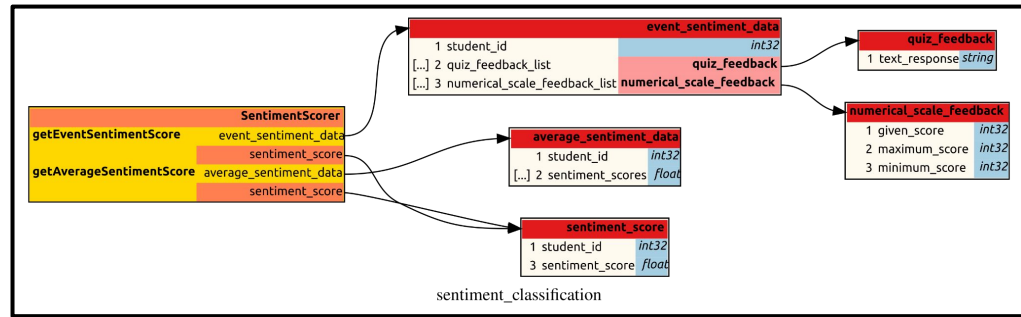 event_sentiment_data
1 student_id int32
[...] 2 quiz_feedback_list quiz_feedback
[...] 3 numerical_scale_feedback_list numerical_scale_feedback
quiz_feedback
1 text_response string
numerical_scale_feedback
1 given_score int32
2 maximum_score int32
3 minimum_score int32
SentimentScorer
getEventSentimentScore event_sentiment_data
sentiment_score
getAverageSentimentScore average_sentiment_data
sentiment_score
average_sentiment_data
1 student_id int32
[...] 2 sentiment_scores float
sentiment_score
1 student_id int32
3 sentiment_score float
sentiment_classification